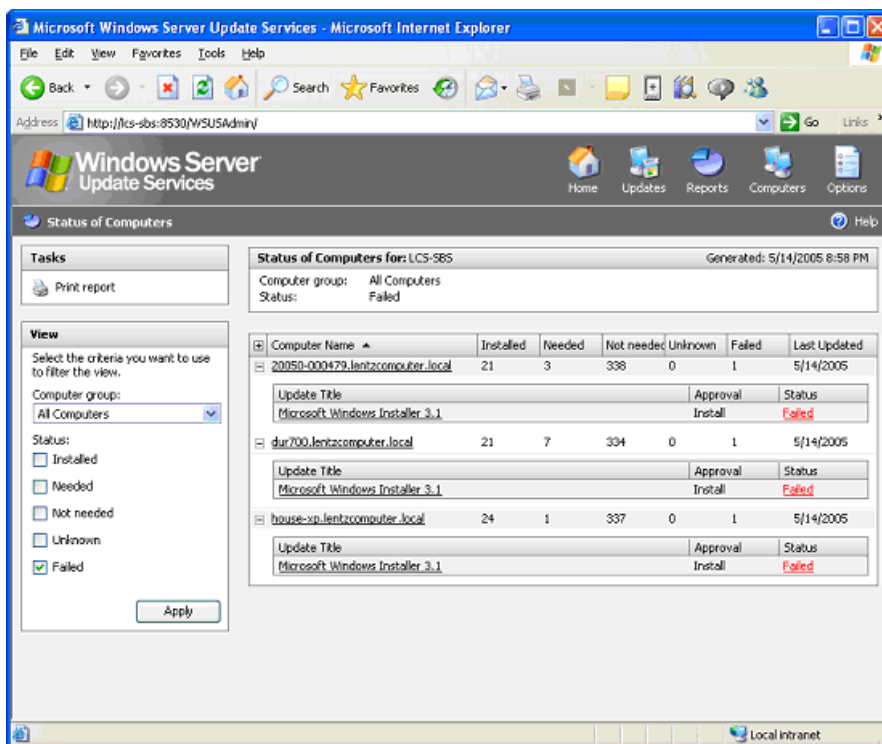 Microsoft Windows Server Update Services - Microsoft Internet Explorer
File Edit View Favorites Tools Help
Back Search Favorites
Address http://lcs-sbs:8530/WSUSAdmin/ Go Links
Windows Server
Update Services
Home Updates Reports Computers Options
Status of Computers Help
Tasks
Print report
View
Select the criteria you want to use
to filter the view.
Computer group:
All Computers
Status:
Installed
Needed
Not needed
Unknown
Failed
Apply
Status of Computers for: LCS-SBS Generated: 5/14/2005 8:58 PM
Computer group: All Computers
Status: Failed
Computer Name Installed Needed Not needed Unknown Failed Last Updated
20050-000479.lentzcomputer.local 21 3 338 0 1 5/14/2005
Update Title Approval Status
Microsoft Windows Installer 3.1 Install Failed
dur700.lentzcomputer.local 21 7 334 0 1 5/14/2005
Update Title Approval Status
Microsoft Windows Installer 3.1 Install Failed
house-xp.lentzcomputer.local 24 1 337 0 1 5/14/2005
Update Title Approval Status
Microsoft Windows Installer 3.1 Install Failed
Local intranet